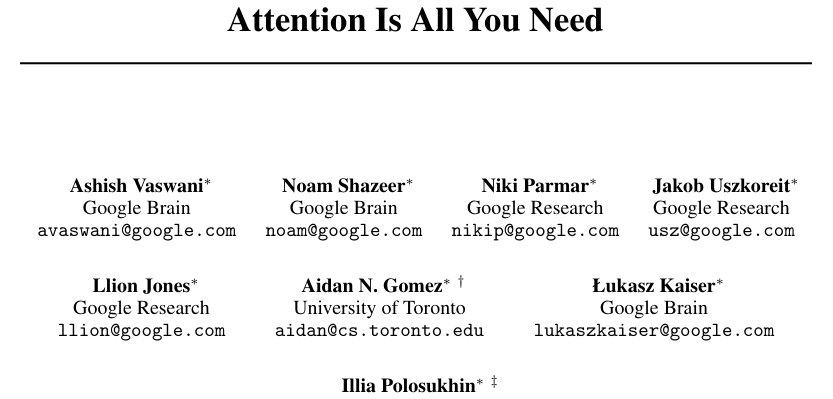 Attention Is All You Need
Ashish Vaswani* Noam Shazeer* Niki Parmar* Jakob Uszkoreit*
Google Brain Google Brain Google Research Google Research
avaswani@google.com noam@google.com nikip@google.com usz@google.com
Llion Jones* Aidan N. Gomez* † Łukasz Kaiser*
Google Research University of Toronto Google Brain
llion@google.com aidan@cs.toronto.edu lukaszkaiser@google.com
Illia Polosukhin* ‡